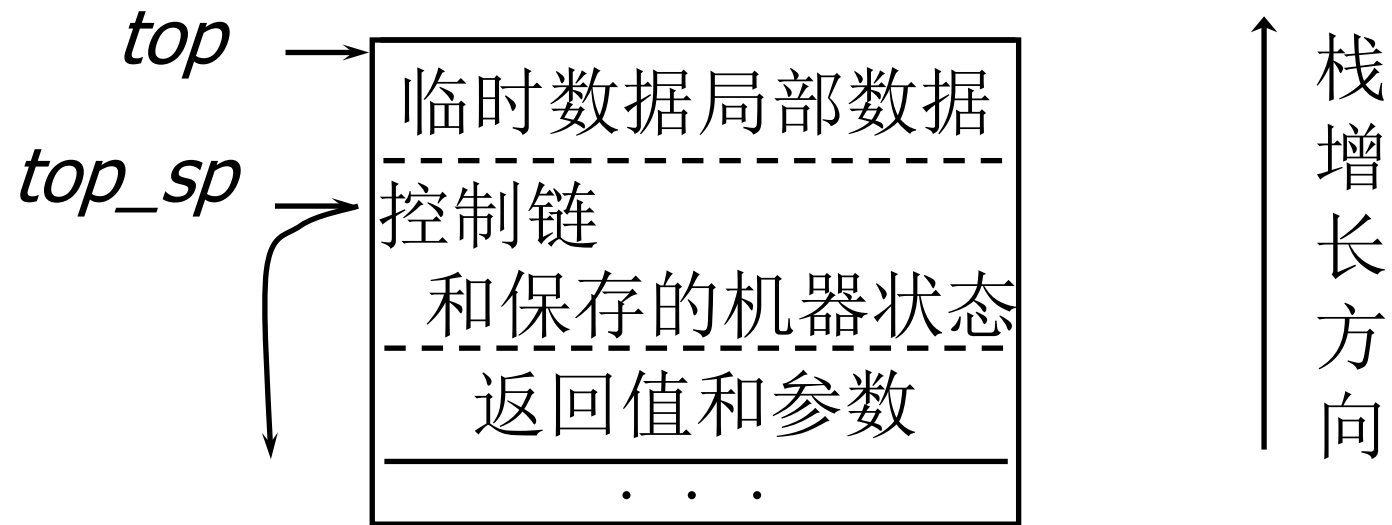 top
临时数据局部数据
top_sp
控制链
和保存的机器状态
返回值和参数
. . .
栈增长方向